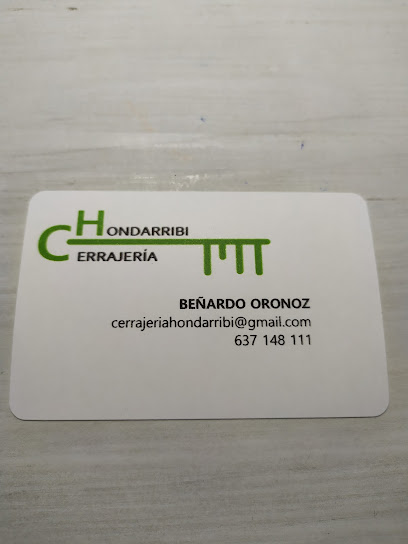 HONDARRIBI
CERRAJERÍA
BEÑARDO ORONOZ
cerrajeriahondarribi@gmail.com
637 148 111